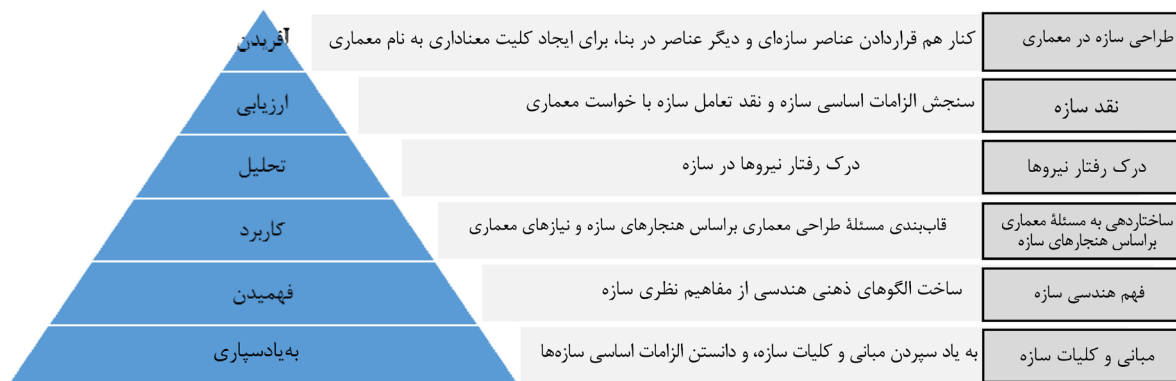 طراحی سازه در معماری
کنار هم قراردادن عناصر سازه‌ای و دیگر عناصر در بنا، برای ایجاد کلیت معناداری به نام معماری
آفریدن
نقد سازه
سنجش الزامات اساسی سازه و نقد تعامل سازه با خواست معماری
ارزیابی
درک رفتار نیروها
درک رفتار نیروها در سازه
تحلیل
ساختاردهی به مسئلهٔ معماری
براساس هنجارهای سازه
قاب‌بندی مسئلهٔ طراحی معماری براساس هنجارهای سازه و نیازهای معماری
کاربرد
فهم هندسی سازه
ساخت الگوهای ذهنی هندسی از مفاهیم نظری سازه
فهمیدن
مبانی و کلیات سازه
به یاد سپردن مبانی و کلیات سازه، و دانستن الزامات اساسی سازه‌ها
به‌یادسپاری